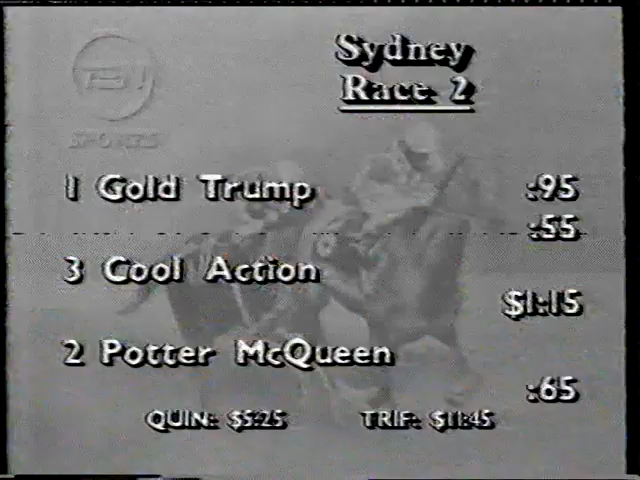 SPORTS
Sydney
Race 2
1 Gold Trump :95
:55
3 Cool Action
$1:15
2 Potter McQueen
:65
QUIN: $5:25 TRIF: $11:45